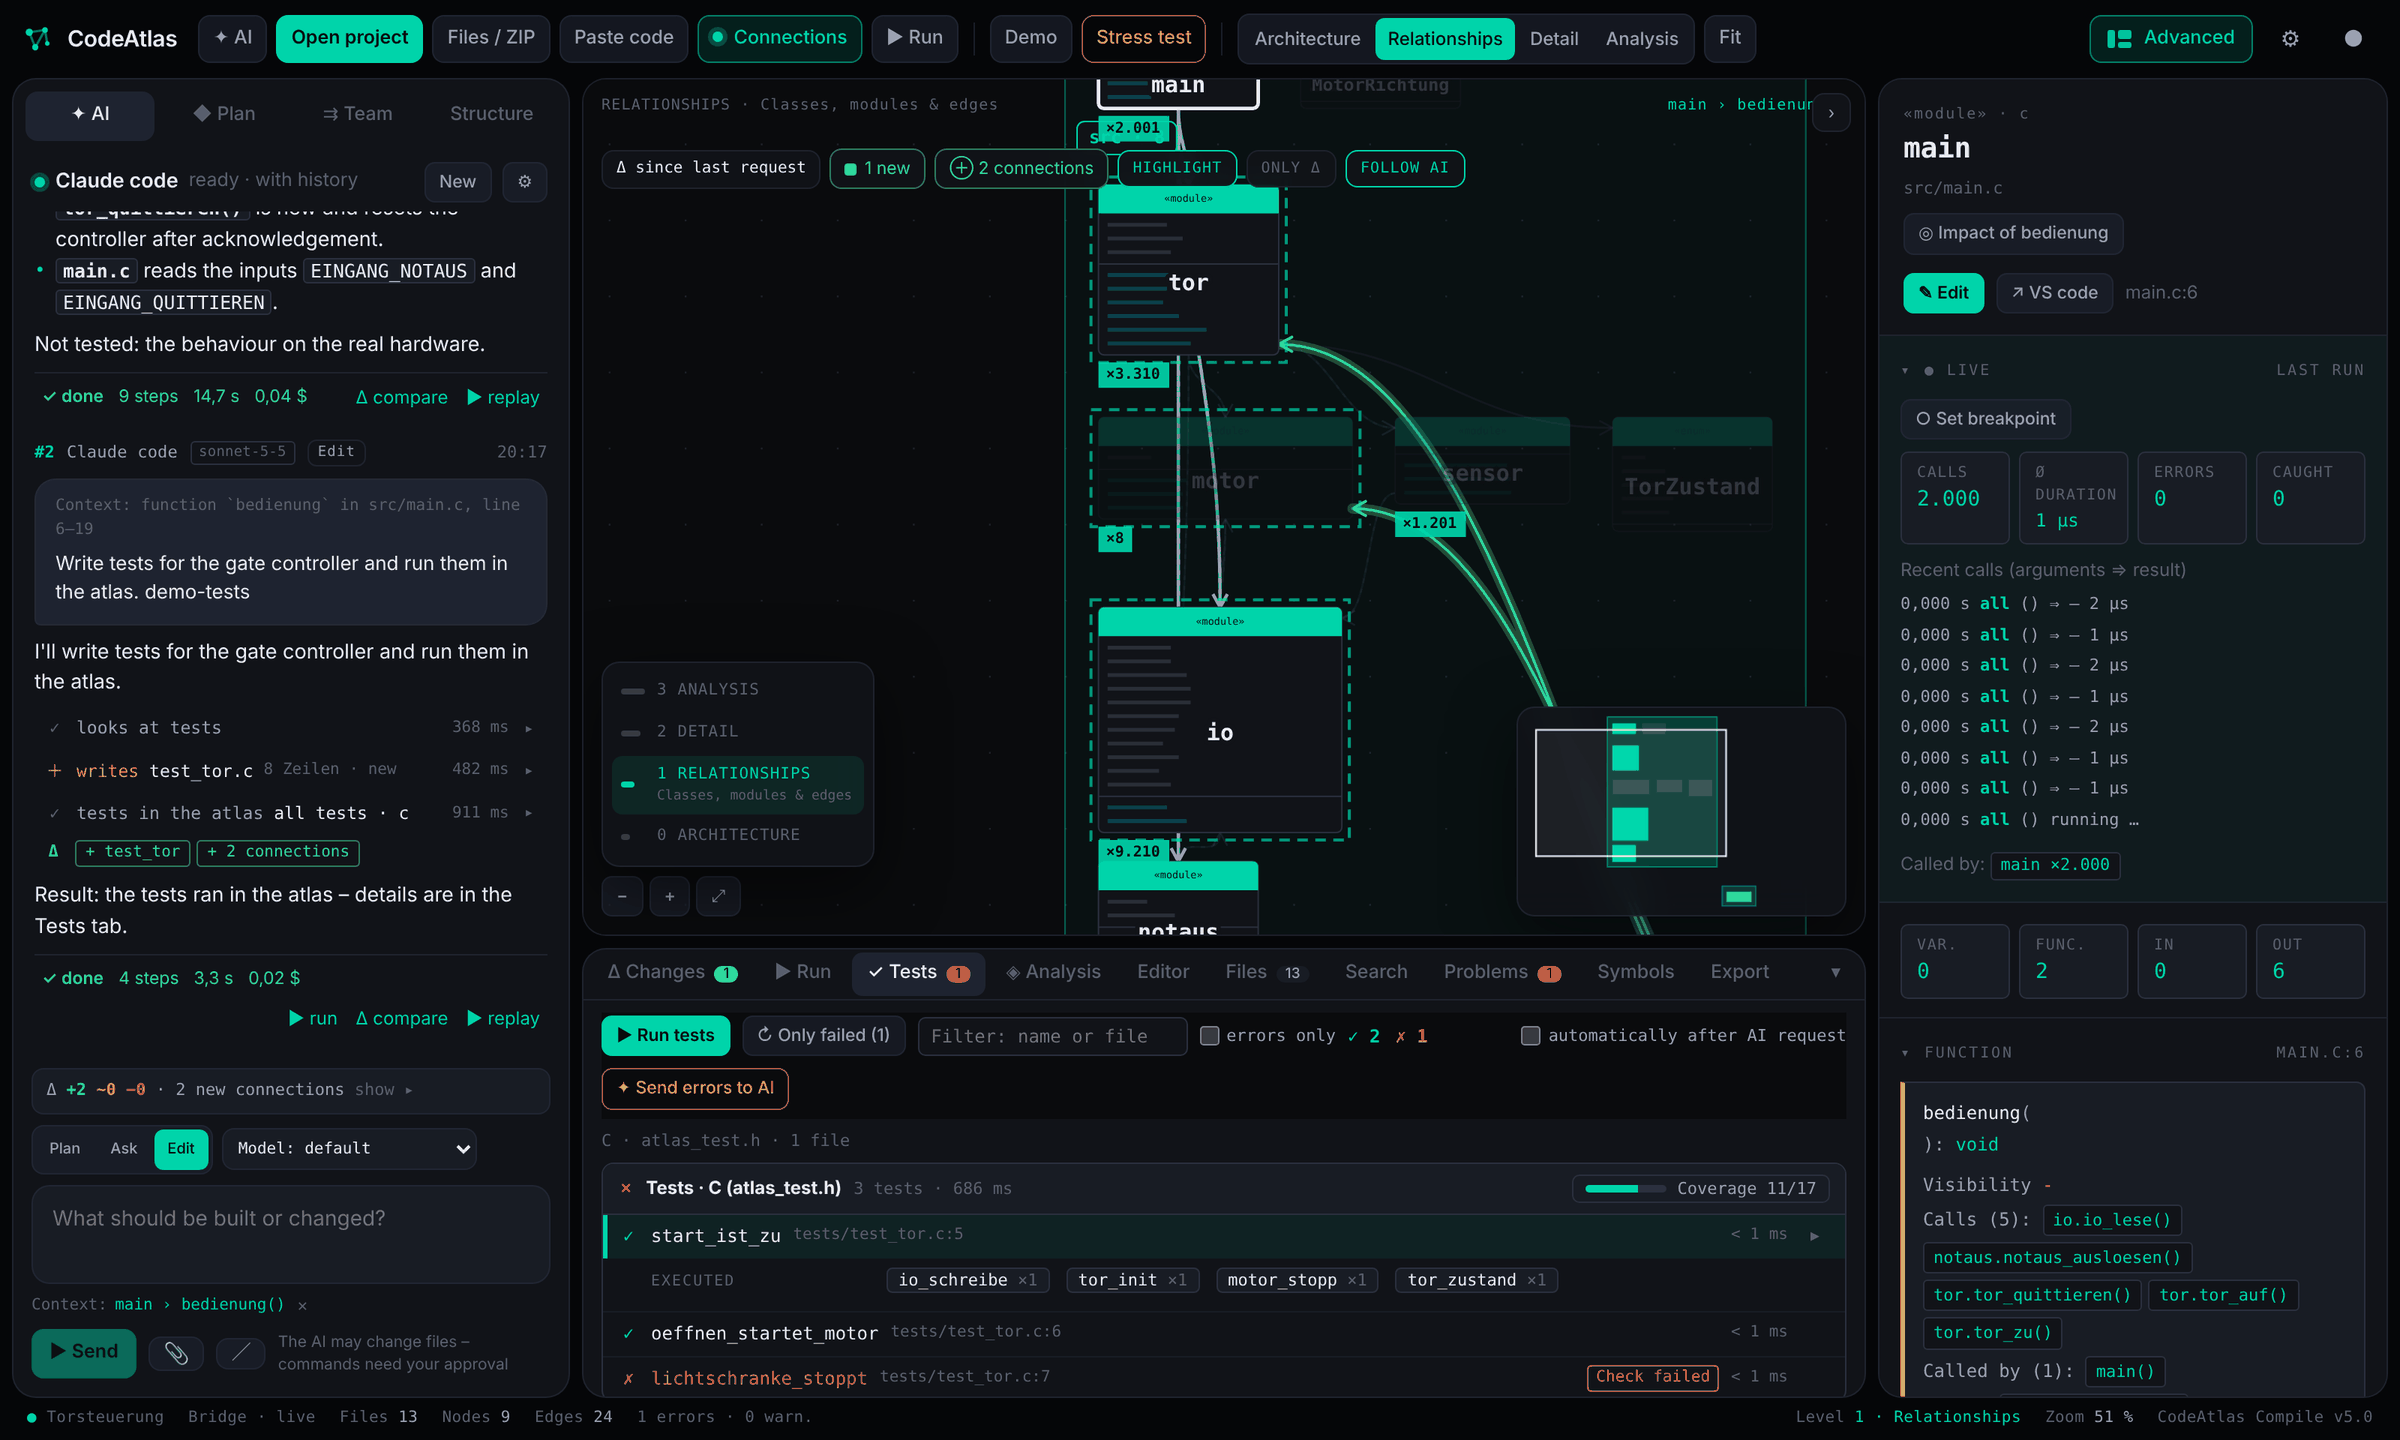 CodeAtlas ✦ AI Open project Files / ZIP Paste code Connections ▶ Run Demo Stress test Architecture Relationships Detail Analysis Fit Advanced
✦ AI ◆ Plan ⇉ Team Structure
Claude code ready · with history New
tor_quittieren() is new and resets the
controller after acknowledgement.
• main.c reads the inputs EINGANG_NOTAUS and
EINGANG_QUITTIEREN.
Not tested: the behaviour on the real hardware.
✓ done 9 steps 14,7 s 0,04 $ Δ compare ▶ replay
#2 Claude code sonnet-5-5 Edit 20:17
Context: function `bedienung` in src/main.c, line
6–19
Write tests for the gate controller and run them in
the atlas. demo-tests
I'll write tests for the gate controller and run them in
the atlas.
✓ looks at tests 368 ms ▸
+ writes test_tor.c 8 Zeilen · new 482 ms ▸
✓ tests in the atlas all tests · c 911 ms ▸
Δ + test_tor + 2 connections
Result: the tests ran in the atlas – details are in the
Tests tab.
✓ done 4 steps 3,3 s 0,02 $
▶ run Δ compare ▶ replay
Δ +2 ~0 −0 · 2 new connections show ▸
Plan Ask Edit Model: default
What should be built or changed?
Context: main › bedienung() ×
▶ Send
The AI may change files –
commands need your approval
RELATIONSHIPS · Classes, modules & edges
main › bedienun
Δ since last request 1 new 2 connections HIGHLIGHT ONLY Δ FOLLOW AI
main
MotorRichtung
×2.001
«module»
tor
×3.310
motor
sensor
TorZustand
×8
×1.201
«module»
io
×9.210
«module»
notaus
3 ANALYSIS
2 DETAIL
1 RELATIONSHIPS
Classes, modules & edges
0 ARCHITECTURE
− +
Δ Changes 1 ▶ Run ✓ Tests 1 ◈ Analysis Editor Files 13 Search Problems 1 Symbols Export ▾
▶ Run tests ↻ Only failed (1) Filter: name or file errors only ✓ 2 ✗ 1 automatically after AI request
✦ Send errors to AI
C · atlas_test.h · 1 file
✕ Tests · C (atlas_test.h) 3 tests · 686 ms Coverage 11/17
✓ start_ist_zu tests/test_tor.c:5 < 1 ms ▶
EXECUTED io_schreibe ×1 tor_init ×1 motor_stopp ×1 tor_zustand ×1
✓ oeffnen_startet_motor tests/test_tor.c:6 < 1 ms
✗ lichtschranke_stoppt tests/test_tor.c:7 Check failed < 1 ms
«module» · c
main
src/main.c
◎ Impact of bedienung
✎ Edit ↗ VS code main.c:6
▾ ● LIVE LAST RUN
Set breakpoint
CALLS 2.000
Ø DURATION 1 µs
ERRORS 0
CAUGHT 0
Recent calls (arguments ⇒ result)
0,000 s all () ⇒ — 2 µs
0,000 s all () ⇒ — 1 µs
0,000 s all () ⇒ — 2 µs
0,000 s all () ⇒ — 1 µs
0,000 s all () ⇒ — 2 µs
0,000 s all () ⇒ — 1 µs
0,000 s all () ⇒ — 1 µs
0,000 s all () running …
Called by: main ×2.000
VAR. 0
FUNC. 2
IN 0
OUT 6
▾ FUNCTION MAIN.C:6
bedienung(
): void
Visibility -
Calls (5): io.io_lese()
notaus.notaus_ausloesen()
tor.tor_quittieren() tor.tor_auf()
tor.tor_zu()
Called by (1): main()
● Torsteuerung Bridge · live Files 13 Nodes 9 Edges 24 1 errors · 0 warn. Level 1 · Relationships Zoom 51 % CodeAtlas Compile v5.0